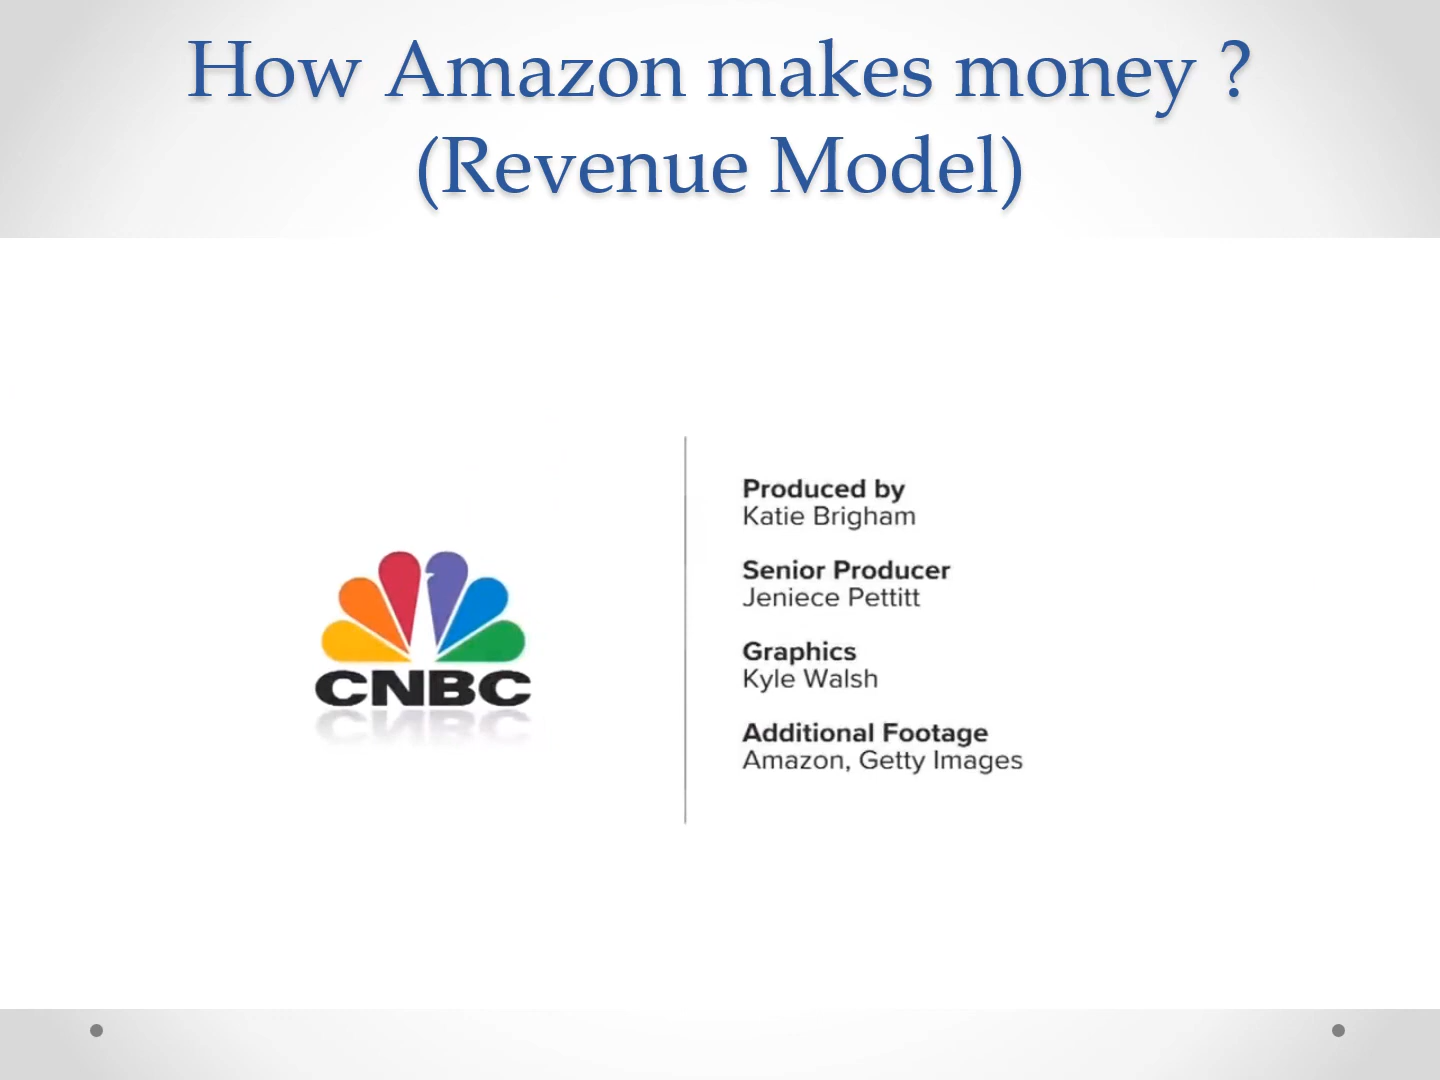 How Amazon makes money ?
(Revenue Model)
CNBC
Produced by
Katie Brigham
Senior Producer
Jeniece Pettitt
Graphics
Kyle Walsh
Additional Footage
Amazon, Getty Images